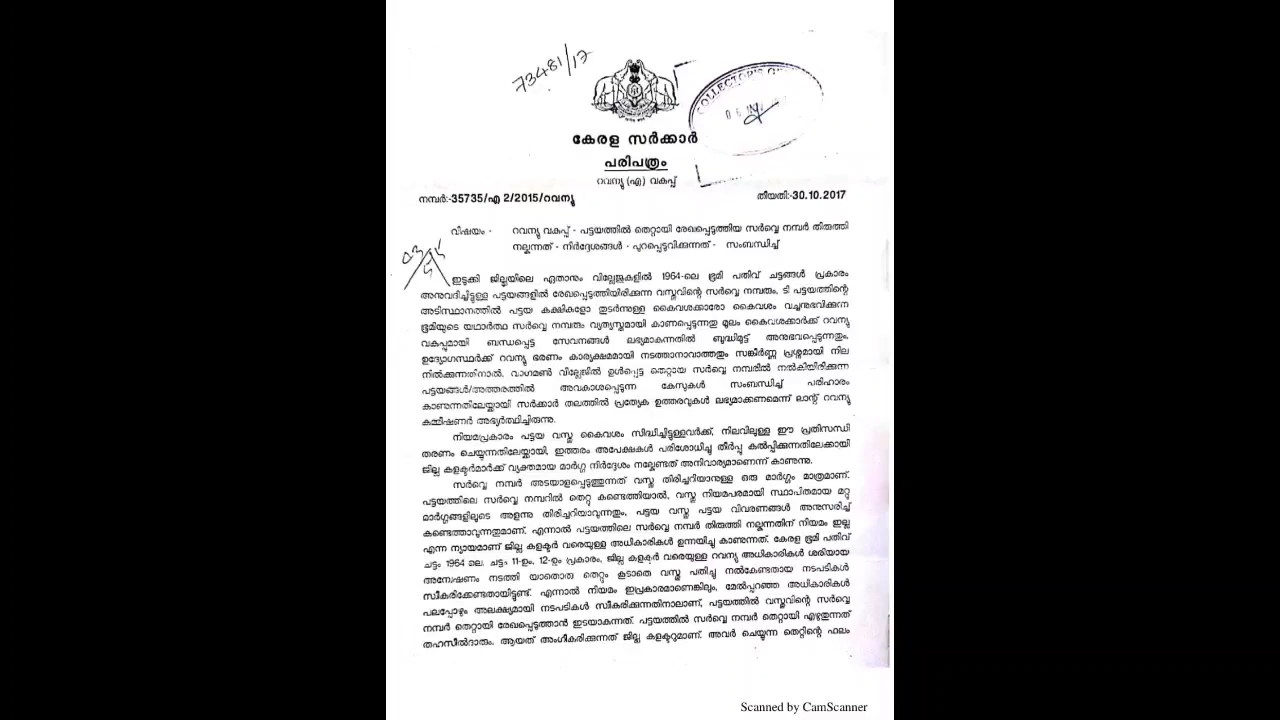 73481/17
COLLECTOR'S
കേരള സർക്കാർ
പരിപത്രം
റവന്യൂ (എ) വകുപ്പ്
നമ്പർ:-35735/എ 2/2015/റവന്യൂ
തീയതി:-30.10.2017
വിഷയം - റവന്യൂ വകുപ്പ് - പട്ടയത്തിൽ തെറ്റായി രേഖപ്പെടുത്തിയ സർവ്വെ നമ്പർ തിരുത്തി
നല്കുന്നത് - നിർദ്ദേശങ്ങൾ - പുറപ്പെടുവിക്കുന്നത് - സംബന്ധിച്ച്
ഇടുക്കി ജില്ലയിലെ ഏതാനും വില്ലേജുകളിൽ 1964-ലെ ഭൂമി പതിവ് ചട്ടങ്ങൾ പ്രകാരം
അനുവദിച്ചിട്ടുള്ള പട്ടയങ്ങളിൽ രേഖപ്പെടുത്തിയിരിക്കുന്ന വസ്തുവിന്റെ സർവ്വെ നമ്പരും, ടി പട്ടയത്തിന്റെ
അടിസ്ഥാനത്തിൽ പട്ടയ കക്ഷികളോ തുടർന്നുള്ള കൈവശക്കാരോ കൈവശം വച്ചനുഭവിക്കുന്ന
ഭൂമിയുടെ യഥാർത്ഥ സർവ്വെ നമ്പരും വ്യത്യസ്തമായി കാണപ്പെടുന്നതു മൂലം കൈവശക്കാർക്ക് റവന്യൂ
വകുപ്പുമായി ബന്ധപ്പെട്ട സേവനങ്ങൾ ലഭ്യമാകുന്നതിൽ ബുദ്ധിമുട്ട് അനുഭവപ്പെടുന്നതും,
ഉദ്യോഗസ്ഥർക്ക് റവന്യൂ ഭരണം കാര്യക്ഷമമായി നടത്താനാവാത്തതും സങ്കീർണ്ണ പ്രശ്നമായി നില
നിൽക്കുന്നതിനാൽ, വാഗമൺ വില്ലേജിൽ ഉൾപ്പെട്ട തെറ്റായ സർവ്വെ നമ്പരിൽ നൽകിയിരിക്കുന്ന
പട്ടയങ്ങൾ/അത്തരത്തിൽ അവകാശപ്പെടുന്ന കേസുകൾ സംബന്ധിച്ച് പരിഹാരം
കാണുന്നതിലേയ്ക്കായി സർക്കാർ തലത്തിൽ പ്രത്യേക ഉത്തരവുകൾ ലഭ്യമാക്കണമെന്ന് ലാന്റ് റവന്യൂ
കമ്മീഷണർ അഭ്യർത്ഥിച്ചിരുന്നു.
നിയമപ്രകാരം പട്ടയ വസ്തു കൈവശം സിദ്ധിച്ചിട്ടുള്ളവർക്ക്, നിലവിലുള്ള ഈ പ്രതിസന്ധി
തരണം ചെയ്യുന്നതിലേയ്ക്കായി, ഇത്തരം അപേക്ഷകൾ പരിശോധിച്ചു തീർപ്പു കൽപ്പിക്കുന്നതിലേക്കായി
ജില്ല കളക്ടർമാർക്ക് വ്യക്തമായ മാർഗ്ഗ നിർദ്ദേശം നല്കേണ്ടത് അനിവാര്യമാണെന്ന് കാണുന്നു.
സർവ്വെ നമ്പർ അടയാളപ്പെടുത്തുന്നത് വസ്തു തിരിച്ചറിയാനുള്ള ഒരു മാർഗ്ഗം മാത്രമാണ്.
പട്ടയത്തിലെ സർവ്വെ നമ്പറിൽ തെറ്റു കണ്ടെത്തിയാൽ, വസ്തു നിയമപരമായി സ്ഥാപിതമായ മറ്റു
മാർഗ്ഗങ്ങളിലൂടെ അളന്നു തിരിച്ചറിയാവുന്നതും, പട്ടയ വസ്തു പട്ടയ വിവരണങ്ങൾ അനുസരിച്ച്
കണ്ടെത്താവുന്നതുമാണ്. എന്നാൽ പട്ടയത്തിലെ സർവ്വെ നമ്പർ തിരുത്തി നല്കുന്നതിന് നിയമം ഇല്ല
എന്ന ന്യായമാണ് ജില്ല കളക്ടർ വരെയുള്ള അധികാരികൾ ഉന്നയിച്ചു കാണുന്നത്. കേരള ഭൂമി പതിവ്
ചട്ടം 1964 ലെ. ചട്ടം 11-ഉം, 12-ഉം പ്രകാരം, ജില്ല കളക്ടർ വരെയുള്ള റവന്യൂ അധികാരികൾ ശരിയായ
അന്വേഷണം നടത്തി യാതൊരു തെറ്റും കൂടാതെ വസ്തു പതിച്ചു നൽകേണ്ടതായ നടപടികൾ
സ്വീകരിക്കേണ്ടതായിട്ടുണ്ട്. എന്നാൽ നിയമം ഇപ്രകാരമാണെങ്കിലും, മേൽപ്പറഞ്ഞ അധികാരികൾ
പലപ്പോഴും അലക്ഷ്യമായി നടപടികൾ സ്വീകരിക്കുന്നതിനാലാണ്, പട്ടയത്തിൽ വസ്തുവിന്റെ സർവ്വെ
നമ്പർ തെറ്റായി രേഖപ്പെടുത്താൻ ഇടയാകുന്നത്. പട്ടയത്തിൽ സർവ്വെ നമ്പർ തെറ്റായി എഴുതുന്നത്
തഹസീൽദാരും, ആയത് അംഗീകരിക്കുന്നത് ജില്ല കളക്ടറുമാണ്. അവർ ചെയ്യുന്ന തെറ്റിന്റെ ഫലം
Scanned by CamScanner